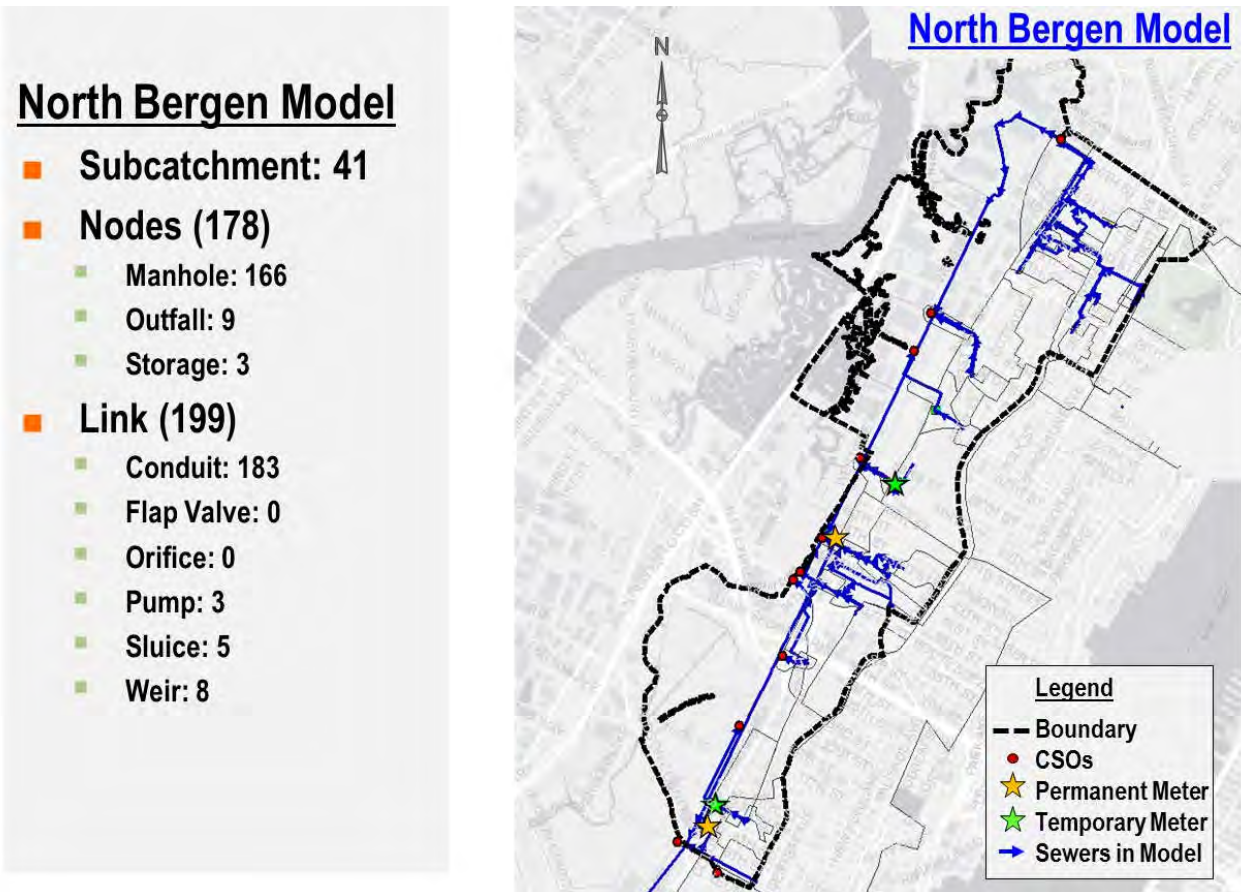 North Bergen Model
Subcatchment: 41
Nodes (178)
Manhole: 166
Outfall: 9
Storage: 3
Link (199)
Conduit: 183
Flap Valve: 0
Orifice: 0
Pump: 3
Sluice: 5
Weir: 8
North Bergen Model
N
Legend
Boundary
CSOs
Permanent Meter
Temporary Meter
Sewers in Model